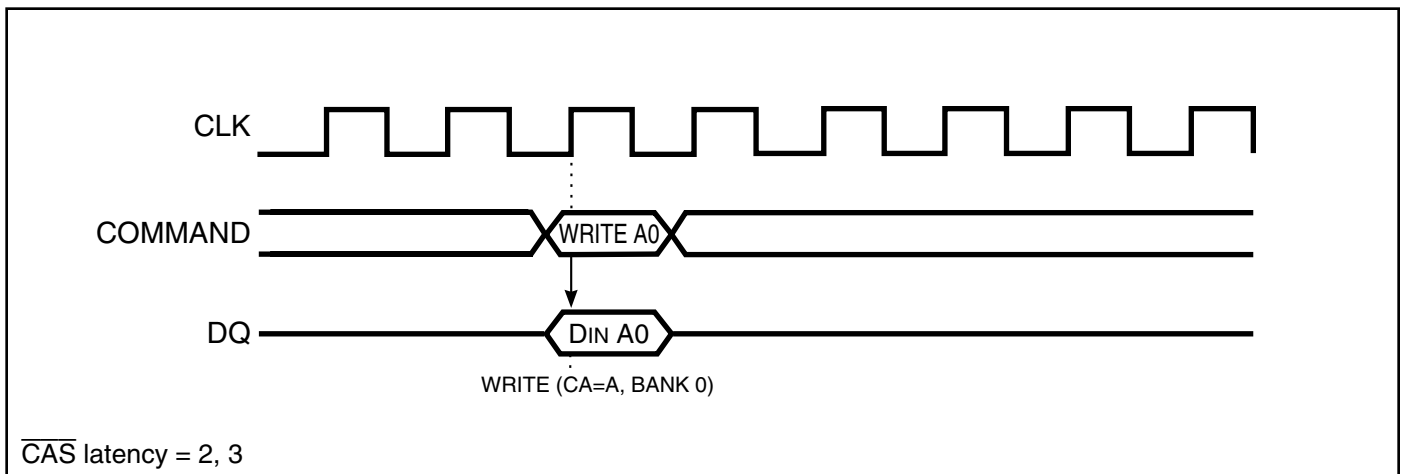 CLK
COMMAND
WRITE A0
DQ
DIN A0
WRITE (CA=A, BANK 0)
CAS latency = 2, 3